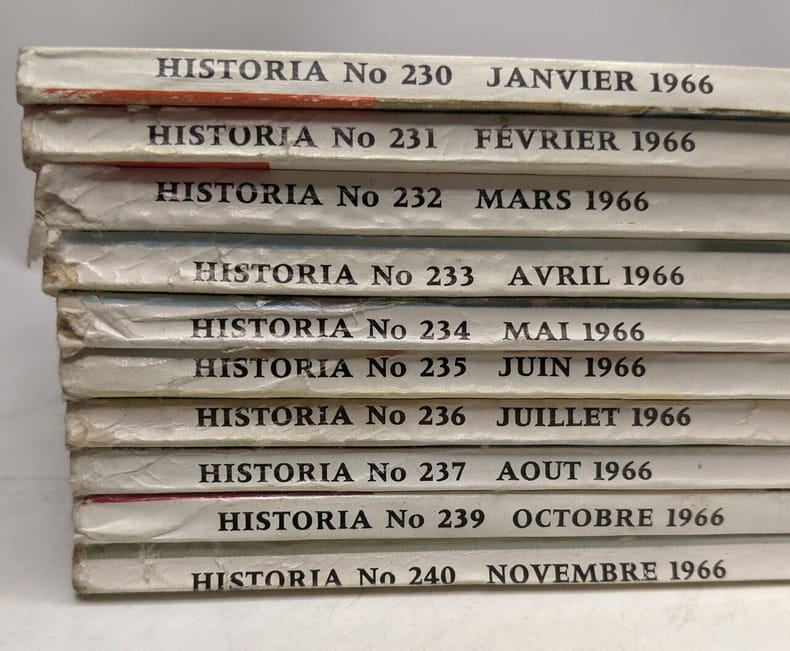 HISTORIA No 230 JANVIER 1966
HISTORIA No 231 FÉVRIER 1966
HISTORIA No 232 MARS 1966
HISTORIA No 233 AVRIL 1966
HISTORIA No 234 MAI 1966
HISTORIA No 235 JUIN 1966
HISTORIA No 236 JUILLET 1966
HISTORIA No 237 AOUT 1966
HISTORIA No 239 OCTOBRE 1966
HISTORIA No 240 NOVEMBRE 1966